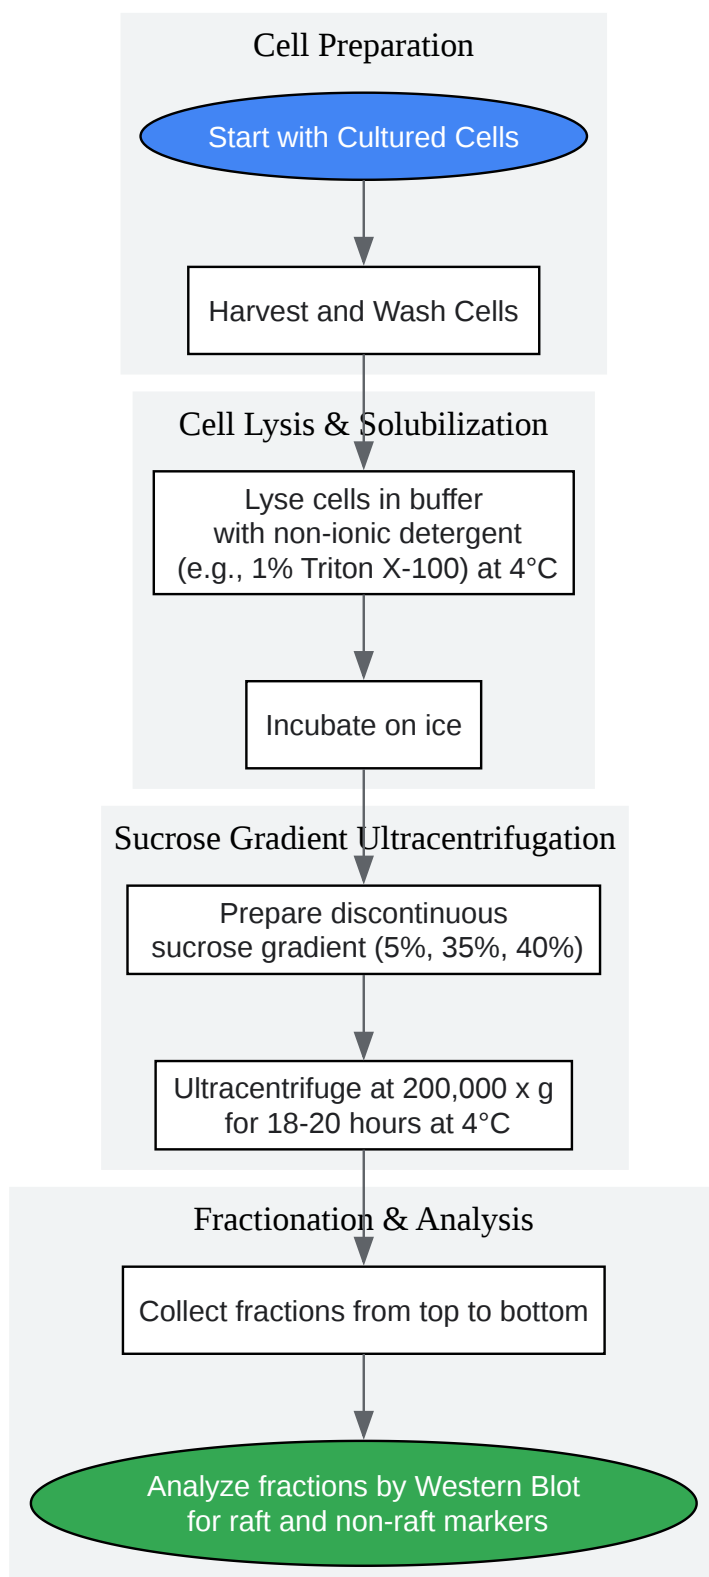 Cell Preparation
Start with Cultured Cells
Harvest and Wash Cells
Cell Lysis & Solubilization
Lyse cells in buffer
with non-ionic detergent
(e.g., 1% Triton X-100) at 4°C
Incubate on ice
Sucrose Gradient Ultracentrifugation
Prepare discontinuous
sucrose gradient (5%, 35%, 40%)
Ultracentrifuge at 200,000 x g
for 18-20 hours at 4°C
Fractionation & Analysis
Collect fractions from top to bottom
Analyze fractions by Western Blot
for raft and non-raft markers